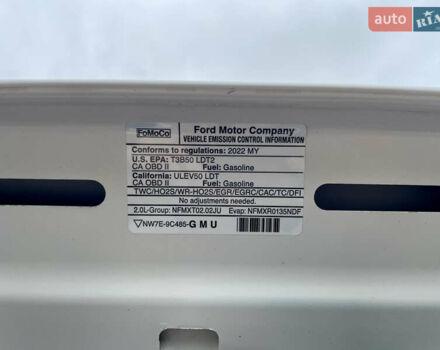 auto RIA
FoMoCo
Ford Motor Company
VEHICLE EMISSION CONTROL INFORMATION
Conforms to regulations: 2022 MY
U.S. EPA: T3B50 LDT2
CA OBD II Fuel: Gasoline
California: ULEV50 LDT
CA OBD II Fuel: Gasoline
TWC/HO2S/WR-HO2S/EGR/EGRC/CAC/TC/DFI
No adjustments needed.
2.0L-Group: NFMXT02.02JU Evap: NFMXR0135NDF
NW7E-9C485-G M U